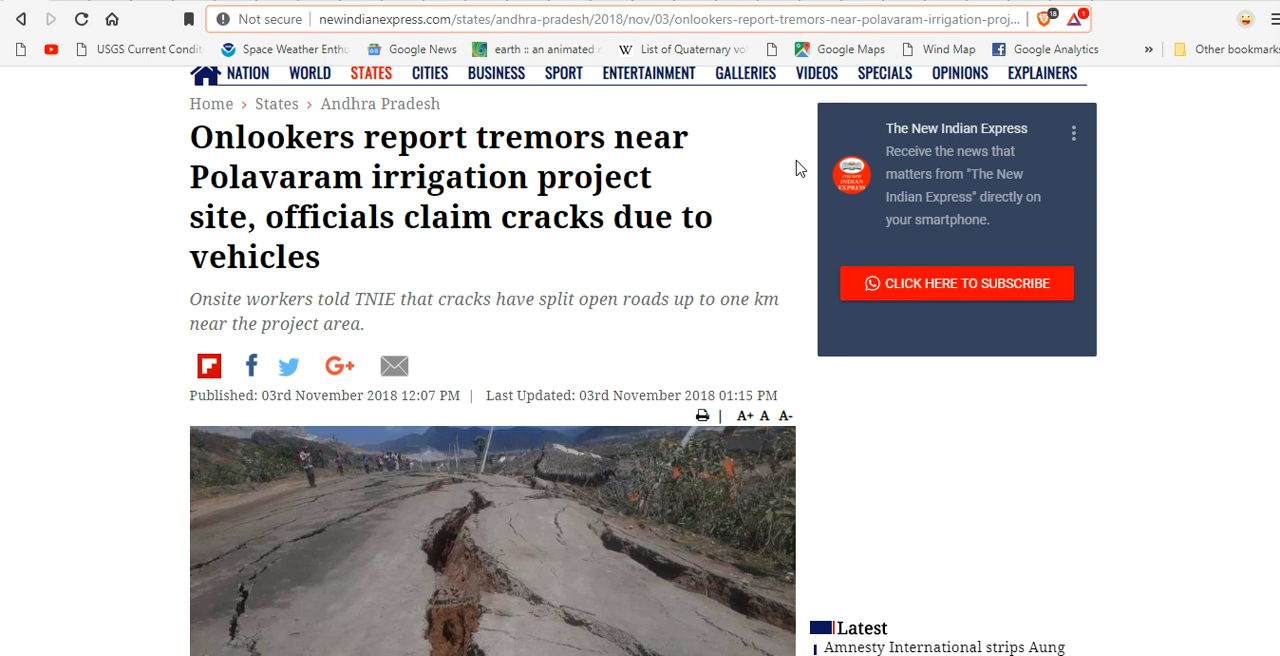 Not secure | newindianexpress.com/states/andhra-pradesh/2018/nov/03/onlookers-report-tremors-near-polavaram-irrigation-proj... 18 1
USGS Current Condit Space Weather Enthu Google News earth :: an animated List of Quaternary vo Google Maps Wind Map Google Analytics » Other bookmarks
NATION WORLD STATES CITIES BUSINESS SPORT ENTERTAINMENT GALLERIES VIDEOS SPECIALS OPINIONS EXPLAINERS
Home > States > Andhra Pradesh
Onlookers report tremors near
Polavaram irrigation project
site, officials claim cracks due to
vehicles
Onsite workers told TNIE that cracks have split open roads up to one km
near the project area.
G+
Published: 03rd November 2018 12:07 PM | Last Updated: 03rd November 2018 01:15 PM
| A+ A A-
The New Indian Express
Receive the news that
matters from "The New
Indian Express" directly on
your smartphone.
THE NEW
INDIAN
EXPRESS
CLICK HERE TO SUBSCRIBE
Latest
Amnesty International strips Aung